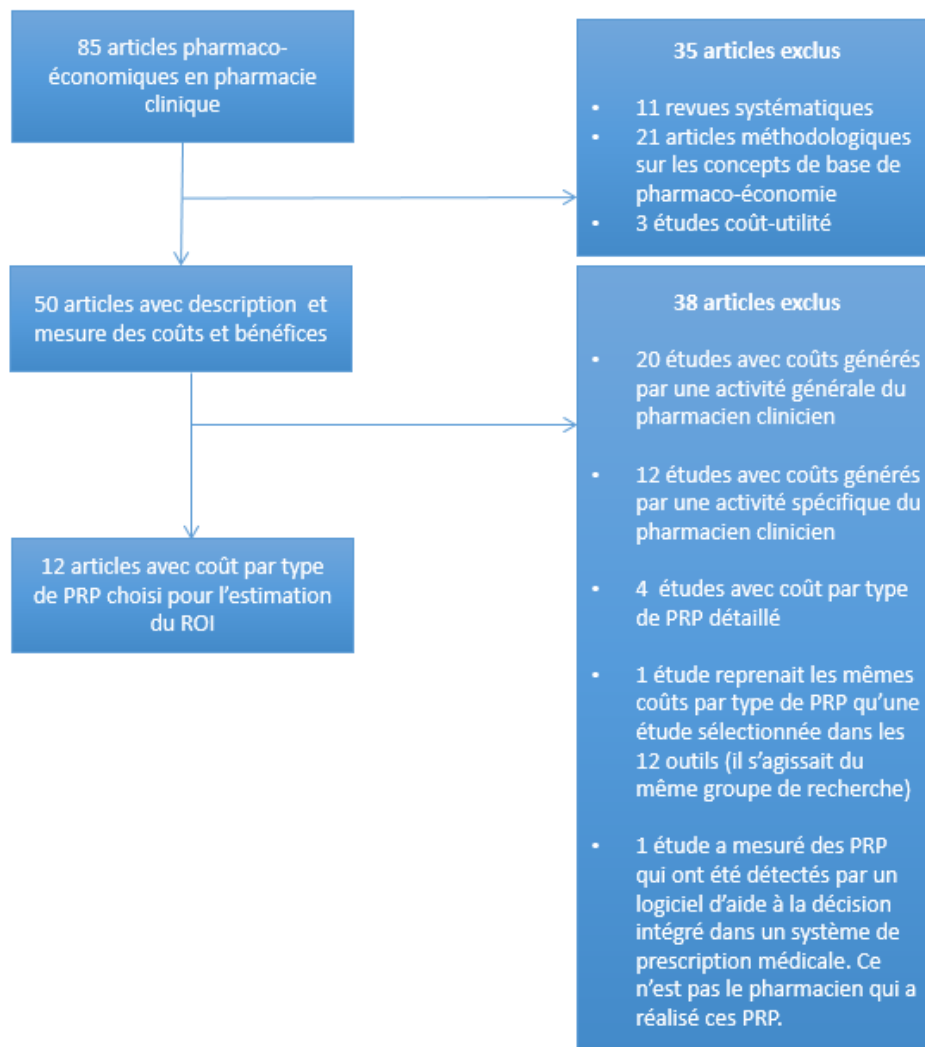 85 articles pharmaco-
économiques en pharmacie
clinique
35 articles exclus
• 11 revues systématiques
• 21 articles méthodologiques
sur les concepts de base de
pharmaco-économie
• 3 études coût-utilité
50 articles avec description et
mesure des coûts et bénéfices
38 articles exclus
• 20 études avec coûts générés
par une activité générale du
pharmacien clinicien
• 12 études avec coûts générés
par une activité spécifique du
pharmacien clinicien
• 4 études avec coût par type
de PRP détaillé
• 1 étude reprenait les mêmes
coûts par type de PRP qu'une
étude sélectionnée dans les
12 outils (il s'agissait du
même groupe de recherche)
• 1 étude a mesuré des PRP
qui ont été détectés par un
logiciel d'aide à la décision
intégré dans un système de
prescription médicale. Ce
n'est pas le pharmacien qui a
réalisé ces PRP.
12 articles avec coût par type
de PRP choisi pour l'estimation
du ROI